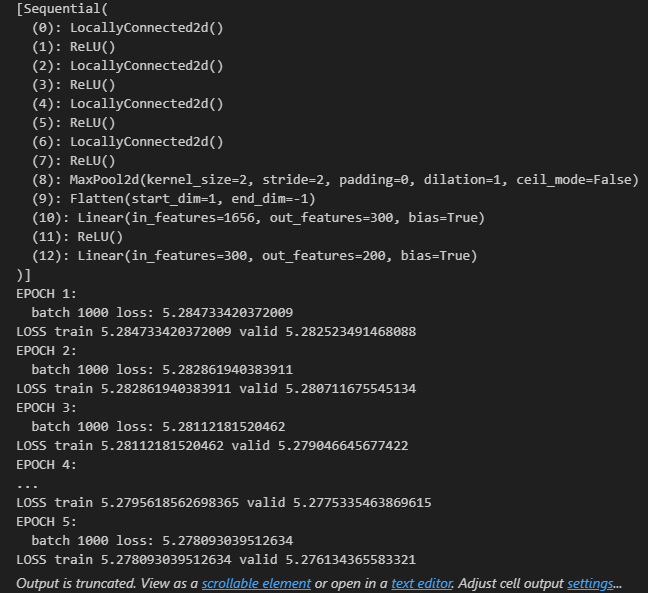 [Sequential(
  (0): LocallyConnected2d()
  (1): ReLU()
  (2): LocallyConnected2d()
  (3): ReLU()
  (4): LocallyConnected2d()
  (5): ReLU()
  (6): LocallyConnected2d()
  (7): ReLU()
  (8): MaxPool2d(kernel_size=2, stride=2, padding=0, dilation=1, ceil_mode=False)
  (9): Flatten(start_dim=1, end_dim=-1)
  (10): Linear(in_features=1656, out_features=300, bias=True)
  (11): ReLU()
  (12): Linear(in_features=300, out_features=200, bias=True)
)]
EPOCH 1:
  batch 1000 loss: 5.284733420372009
LOSS train 5.284733420372009 valid 5.282523491468088
EPOCH 2:
  batch 1000 loss: 5.282861940383911
LOSS train 5.282861940383911 valid 5.280711675545134
EPOCH 3:
  batch 1000 loss: 5.28112181520462
LOSS train 5.28112181520462 valid 5.279046645677422
EPOCH 4:
...
LOSS train 5.2795618562698365 valid 5.2775335463869615
EPOCH 5:
  batch 1000 loss: 5.278093039512634
LOSS train 5.278093039512634 valid 5.276134365583321
Output is truncated. View as a scrollable element or open in a text editor. Adjust cell output settings...